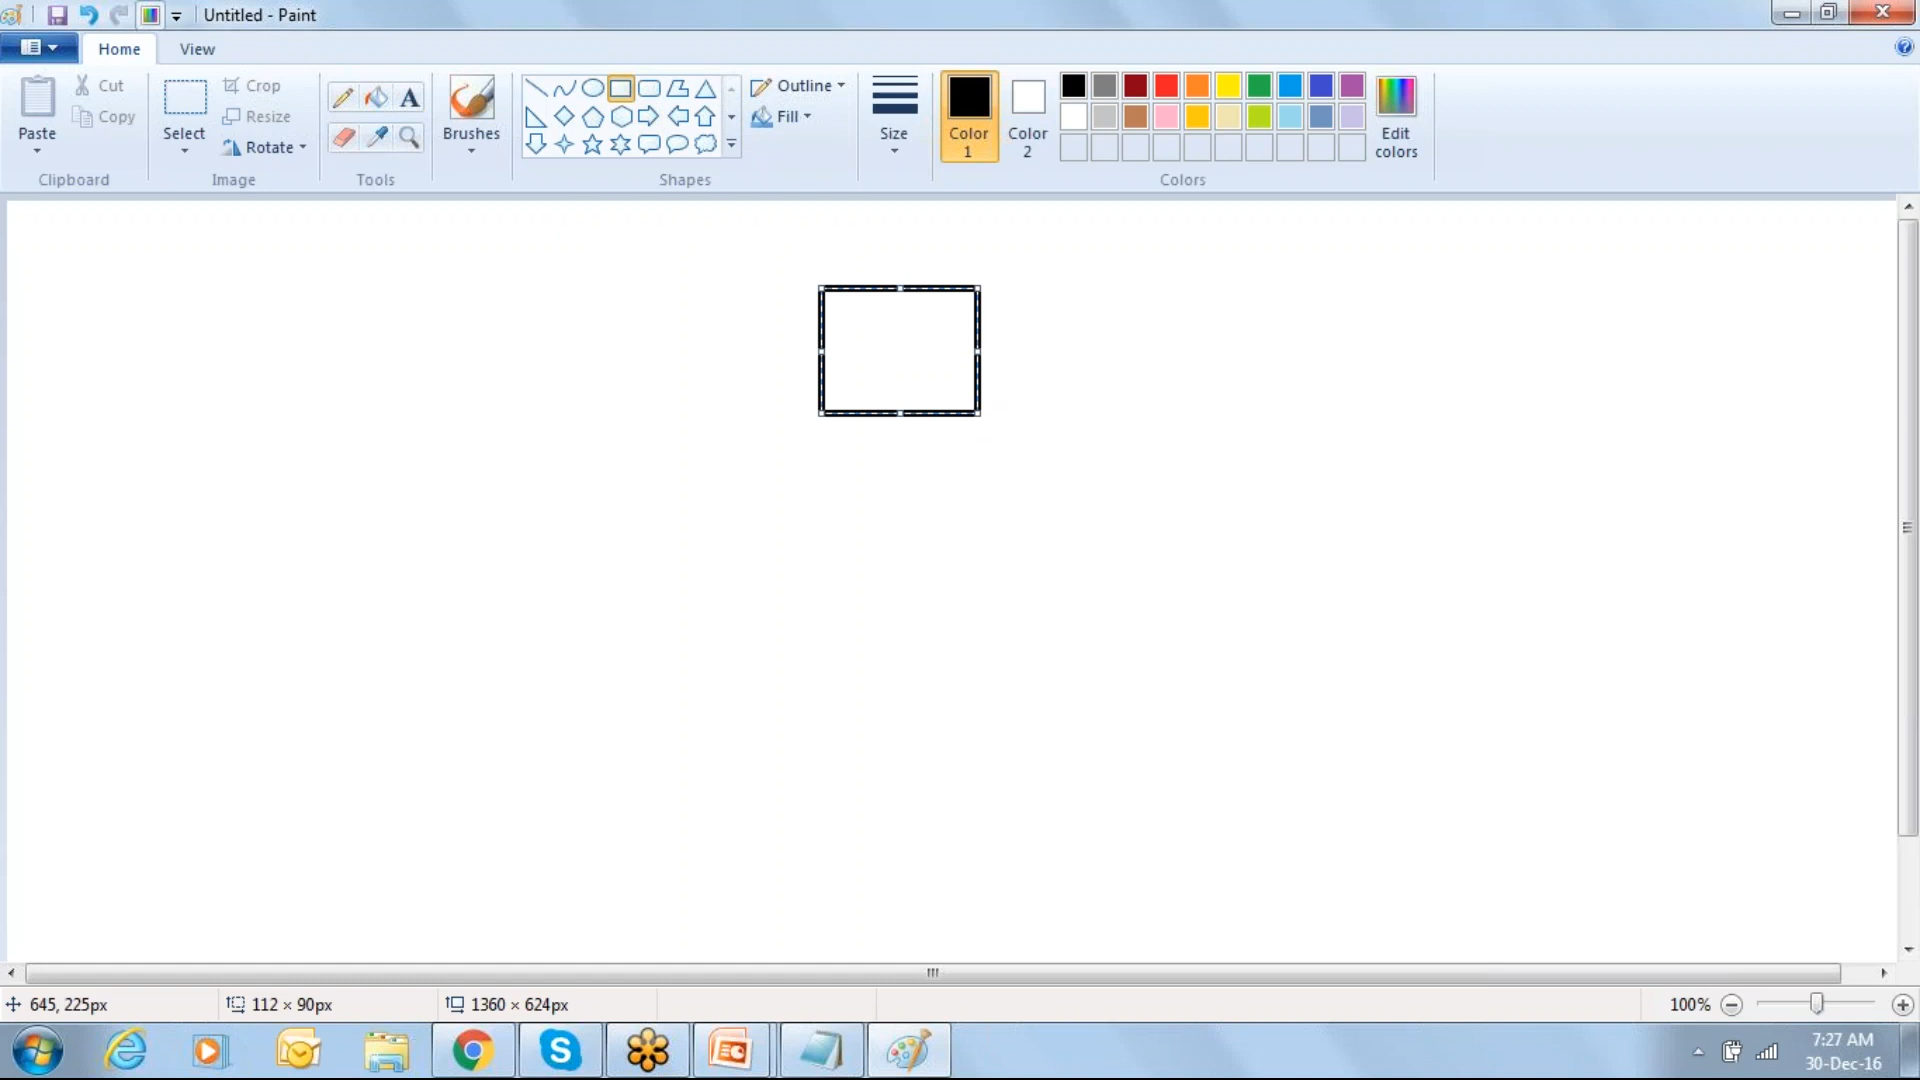 Untitled - Paint
Home View
Paste
Cut
Copy
Clipboard
Select
Crop
Resize
Rotate
Image
A
Tools
Brushes
Outline
Fill
Shapes
Size
Color
1
Color
2
Edit
colors
Colors
645, 225px
112 × 90px
1360 × 624px
100%
7:27 AM
30-Dec-16